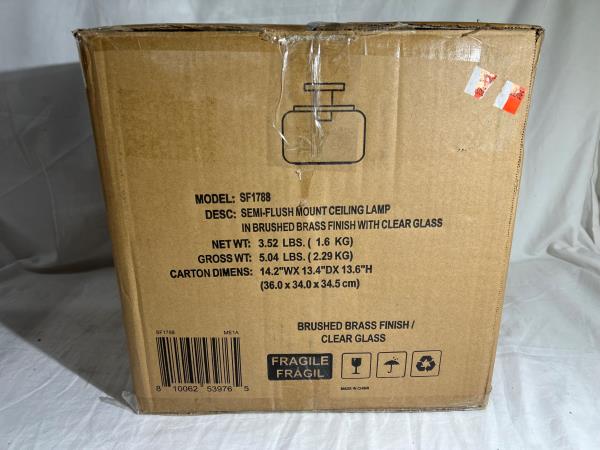 MODEL: SF1788
DESC: SEMI-FLUSH MOUNT CEILING LAMP
IN BRUSHED BRASS FINISH WITH CLEAR GLASS
NET WT: 3.52 LBS. ( 1.6 KG)
GROSS WT: 5.04 LBS. ( 2.29 KG)
CARTON DIMENS: 14.2"WX 13.4"DX 13.6"H
(36.0 x 34.0 x 34.5 cm)
BRUSHED BRASS FINISH /
CLEAR GLASS
SF1788 ME1A
8 10062 53976 5
FRAGILE
FRÁGIL
MADE IN CHINA